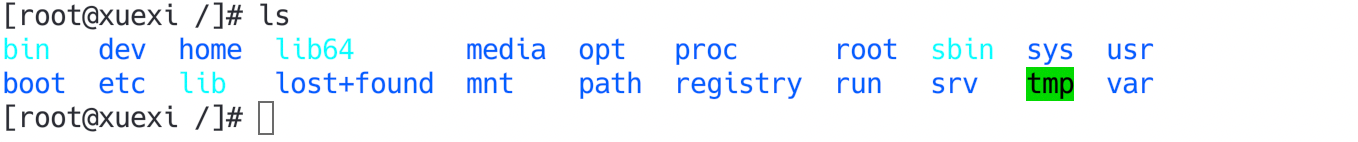 [root@xuexi /]# ls
bin dev home lib64 media opt proc root sbin sys usr
boot etc lib lost+found mnt path registry run srv tmp var
[root@xuexi /]#